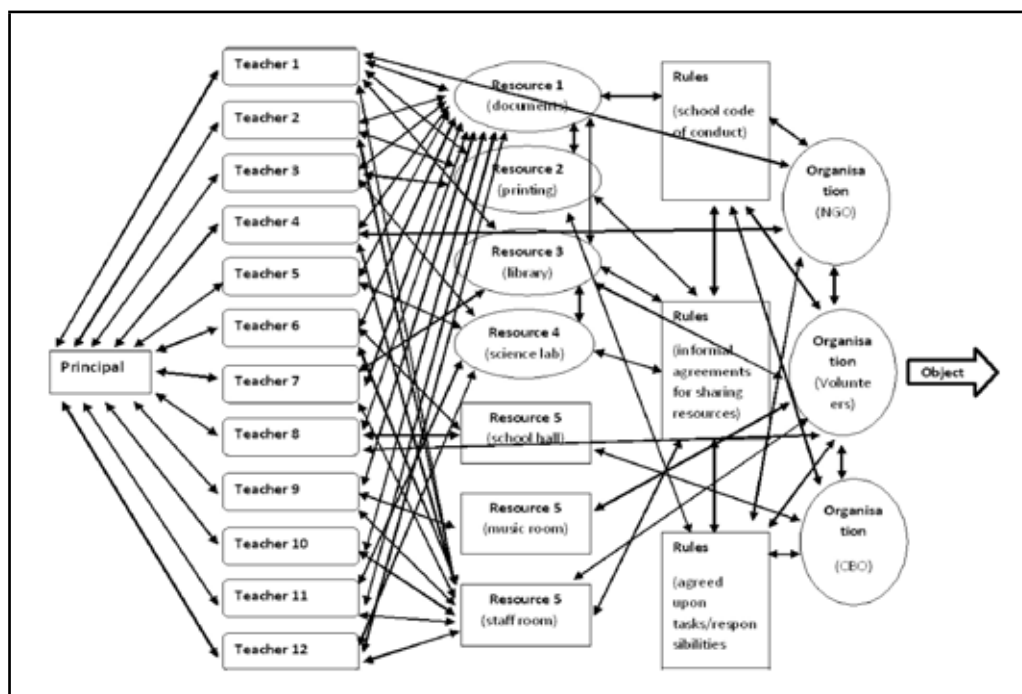 Principal
Teacher 1
Teacher 2
Teacher 3
Teacher 4
Teacher 5
Teacher 6
Teacher 7
Teacher 8
Teacher 9
Teacher 10
Teacher 11
Teacher 12
Resource 1
(documents)
Resource 2
(printing)
Resource 3
(library)
Resource 4
(science lab)
Resource 5
(school hall)
Resource 5
(music room)
Resource 5
(staff room)
Rules
(school code
of conduct)
Rules
(informal
agreements
for sharing
resources)
Rules
(agreed
upon
tasks/respon
sibilities
Organisa
tion
(NGO)
Organisa
tion
(Volunte
ers)
Organisa
tion
(CBO)
Object